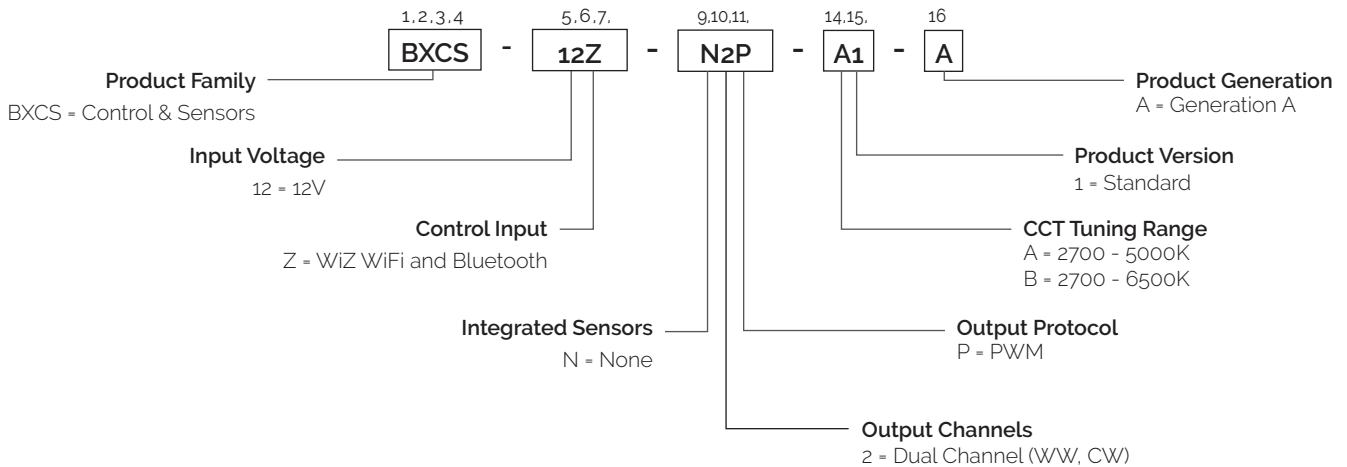 1,2,3,4 5,6,7, 9,10,11, 14,15, 16
BXCS - 12Z - N2P - A1 - A
Product Family
BXCS = Control & Sensors
Product Generation
A = Generation A
Input Voltage
12 = 12V
Product Version
1 = Standard
Control Input
Z = WiZ WiFi and Bluetooth
CCT Tuning Range
A = 2700 - 5000K
B = 2700 - 6500K
Integrated Sensors
N = None
Output Protocol
P = PWM
Output Channels
2 = Dual Channel (WW, CW)